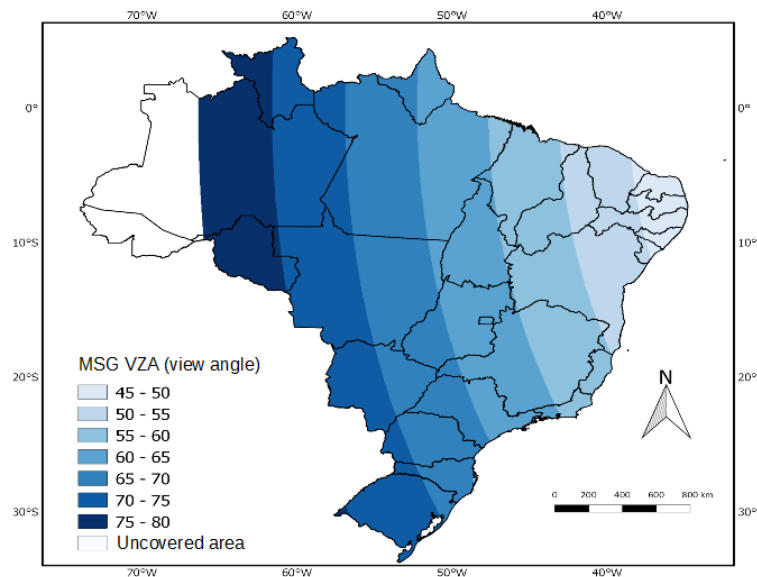 70°W 60°W 50°W 40°W
0° 0°
10°S 10°S
20°S 20°S
30°S 30°S
MSG VZA (view angle)
45 - 50
50 - 55
55 - 60
60 - 65
65 - 70
70 - 75
75 - 80
Uncovered area
N
0 200 400 600 800 km
70°W 60°W 50°W 40°W